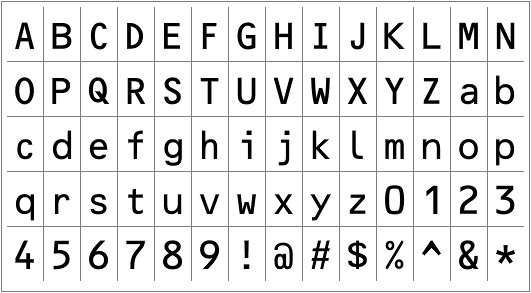 A B C D E F G H I J K L M N
O P Q R S T U V W X Y Z a b
c d e f g h i j k l m n o p
q r s t u v w x y z 0 1 2 3
4 5 6 7 8 9 ! @ # $ % ^ & *